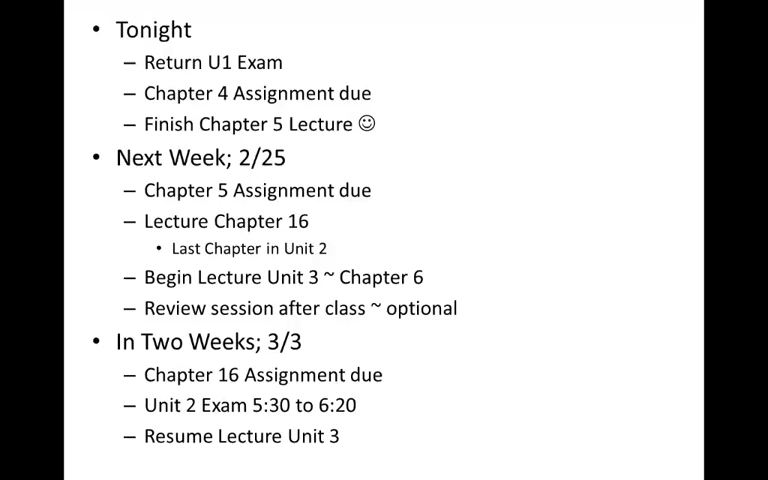 • Tonight
– Return U1 Exam
– Chapter 4 Assignment due
– Finish Chapter 5 Lecture ☺
• Next Week; 2/25
– Chapter 5 Assignment due
– Lecture Chapter 16
• Last Chapter in Unit 2
– Begin Lecture Unit 3 ~ Chapter 6
– Review session after class ~ optional
• In Two Weeks; 3/3
– Chapter 16 Assignment due
– Unit 2 Exam 5:30 to 6:20
– Resume Lecture Unit 3